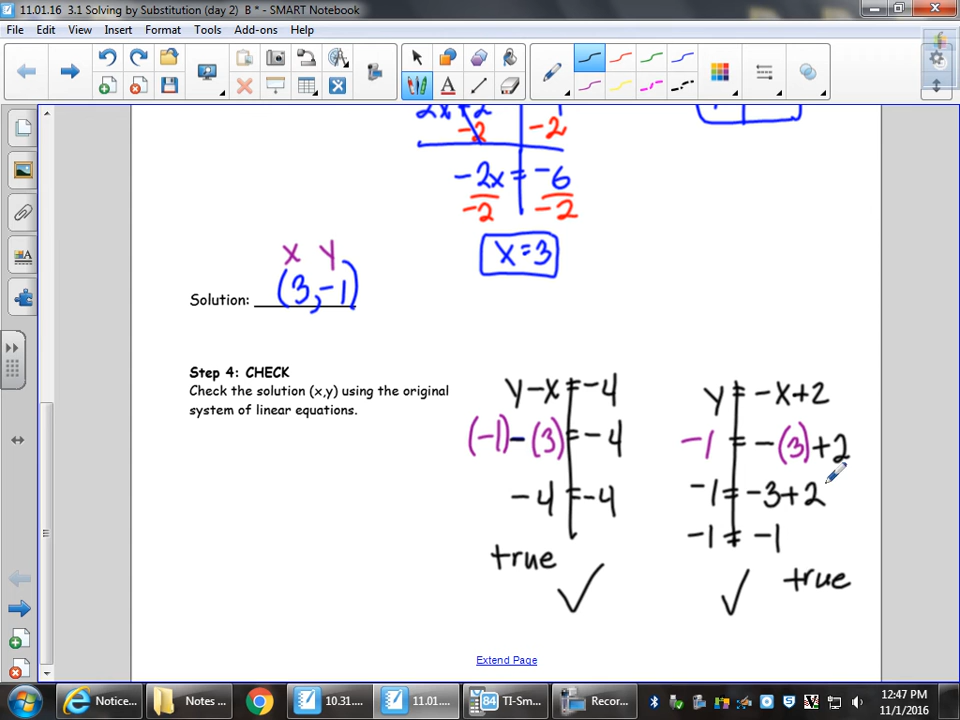 11.01.16 3.1 Solving by Substitution (day 2) B * - SMART Notebook
File Edit View Insert Format Tools Add-ons Help
-2 -2
-2x = -6
-2 -2
x=3
x y
Solution: (3,-1)
Step 4: CHECK
Check the solution (x,y) using the original
system of linear equations.
y-x=-4
(-1)-(3)=-4
-4=-4
true ✓
y=-x+2
-1=-(3)+2
-1=-3+2
-1=-1
✓ true
Extend Page
Notice... Notes ... 10.31.... 11.01.... TI-Sm... Recor...
84
12:47 PM
11/1/2016